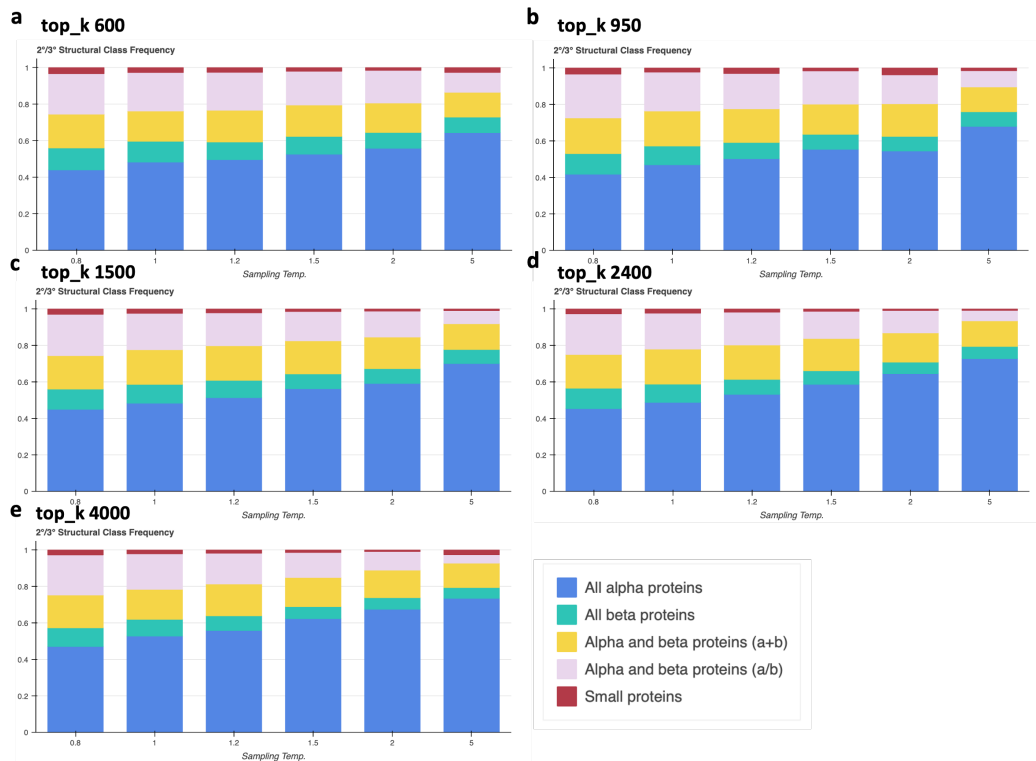 a top_k 600
2°/3° Structural Class Frequency
1
0.8
0.6
0.4
0.2
0
0.8 1 1.2 1.5 2 5
Sampling Temp.
b top_k 950
2°/3° Structural Class Frequency
1
0.8
0.6
0.4
0.2
0
0.8 1 1.2 1.5 2 5
Sampling Temp.
c top_k 1500
2°/3° Structural Class Frequency
1
0.8
0.6
0.4
0.2
0
0.8 1 1.2 1.5 2 5
Sampling Temp.
d top_k 2400
2°/3° Structural Class Frequency
1
0.8
0.6
0.4
0.2
0
0.8 1 1.2 1.5 2 5
Sampling Temp.
e top_k 4000
2°/3° Structural Class Frequency
1
0.8
0.6
0.4
0.2
0
0.8 1 1.2 1.5 2 5
Sampling Temp.
All alpha proteins
All beta proteins
Alpha and beta proteins (a+b)
Alpha and beta proteins (a/b)
Small proteins